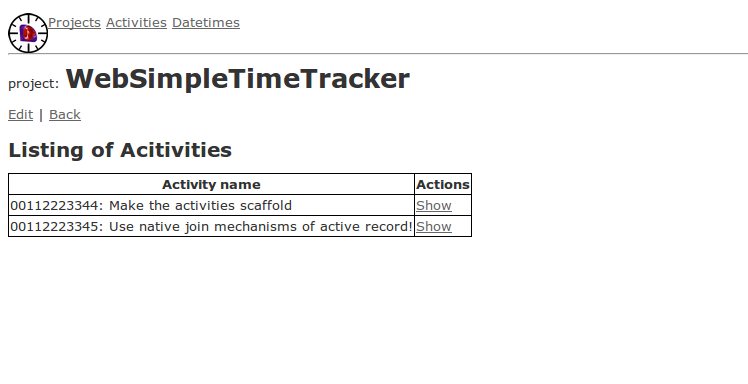 Projects Activities Datetimes
project: WebSimpleTimeTracker
Edit | Back
Listing of Acitivities
Activity name Actions
00112223344: Make the activities scaffold Show
00112223345: Use native join mechanisms of active record! Show